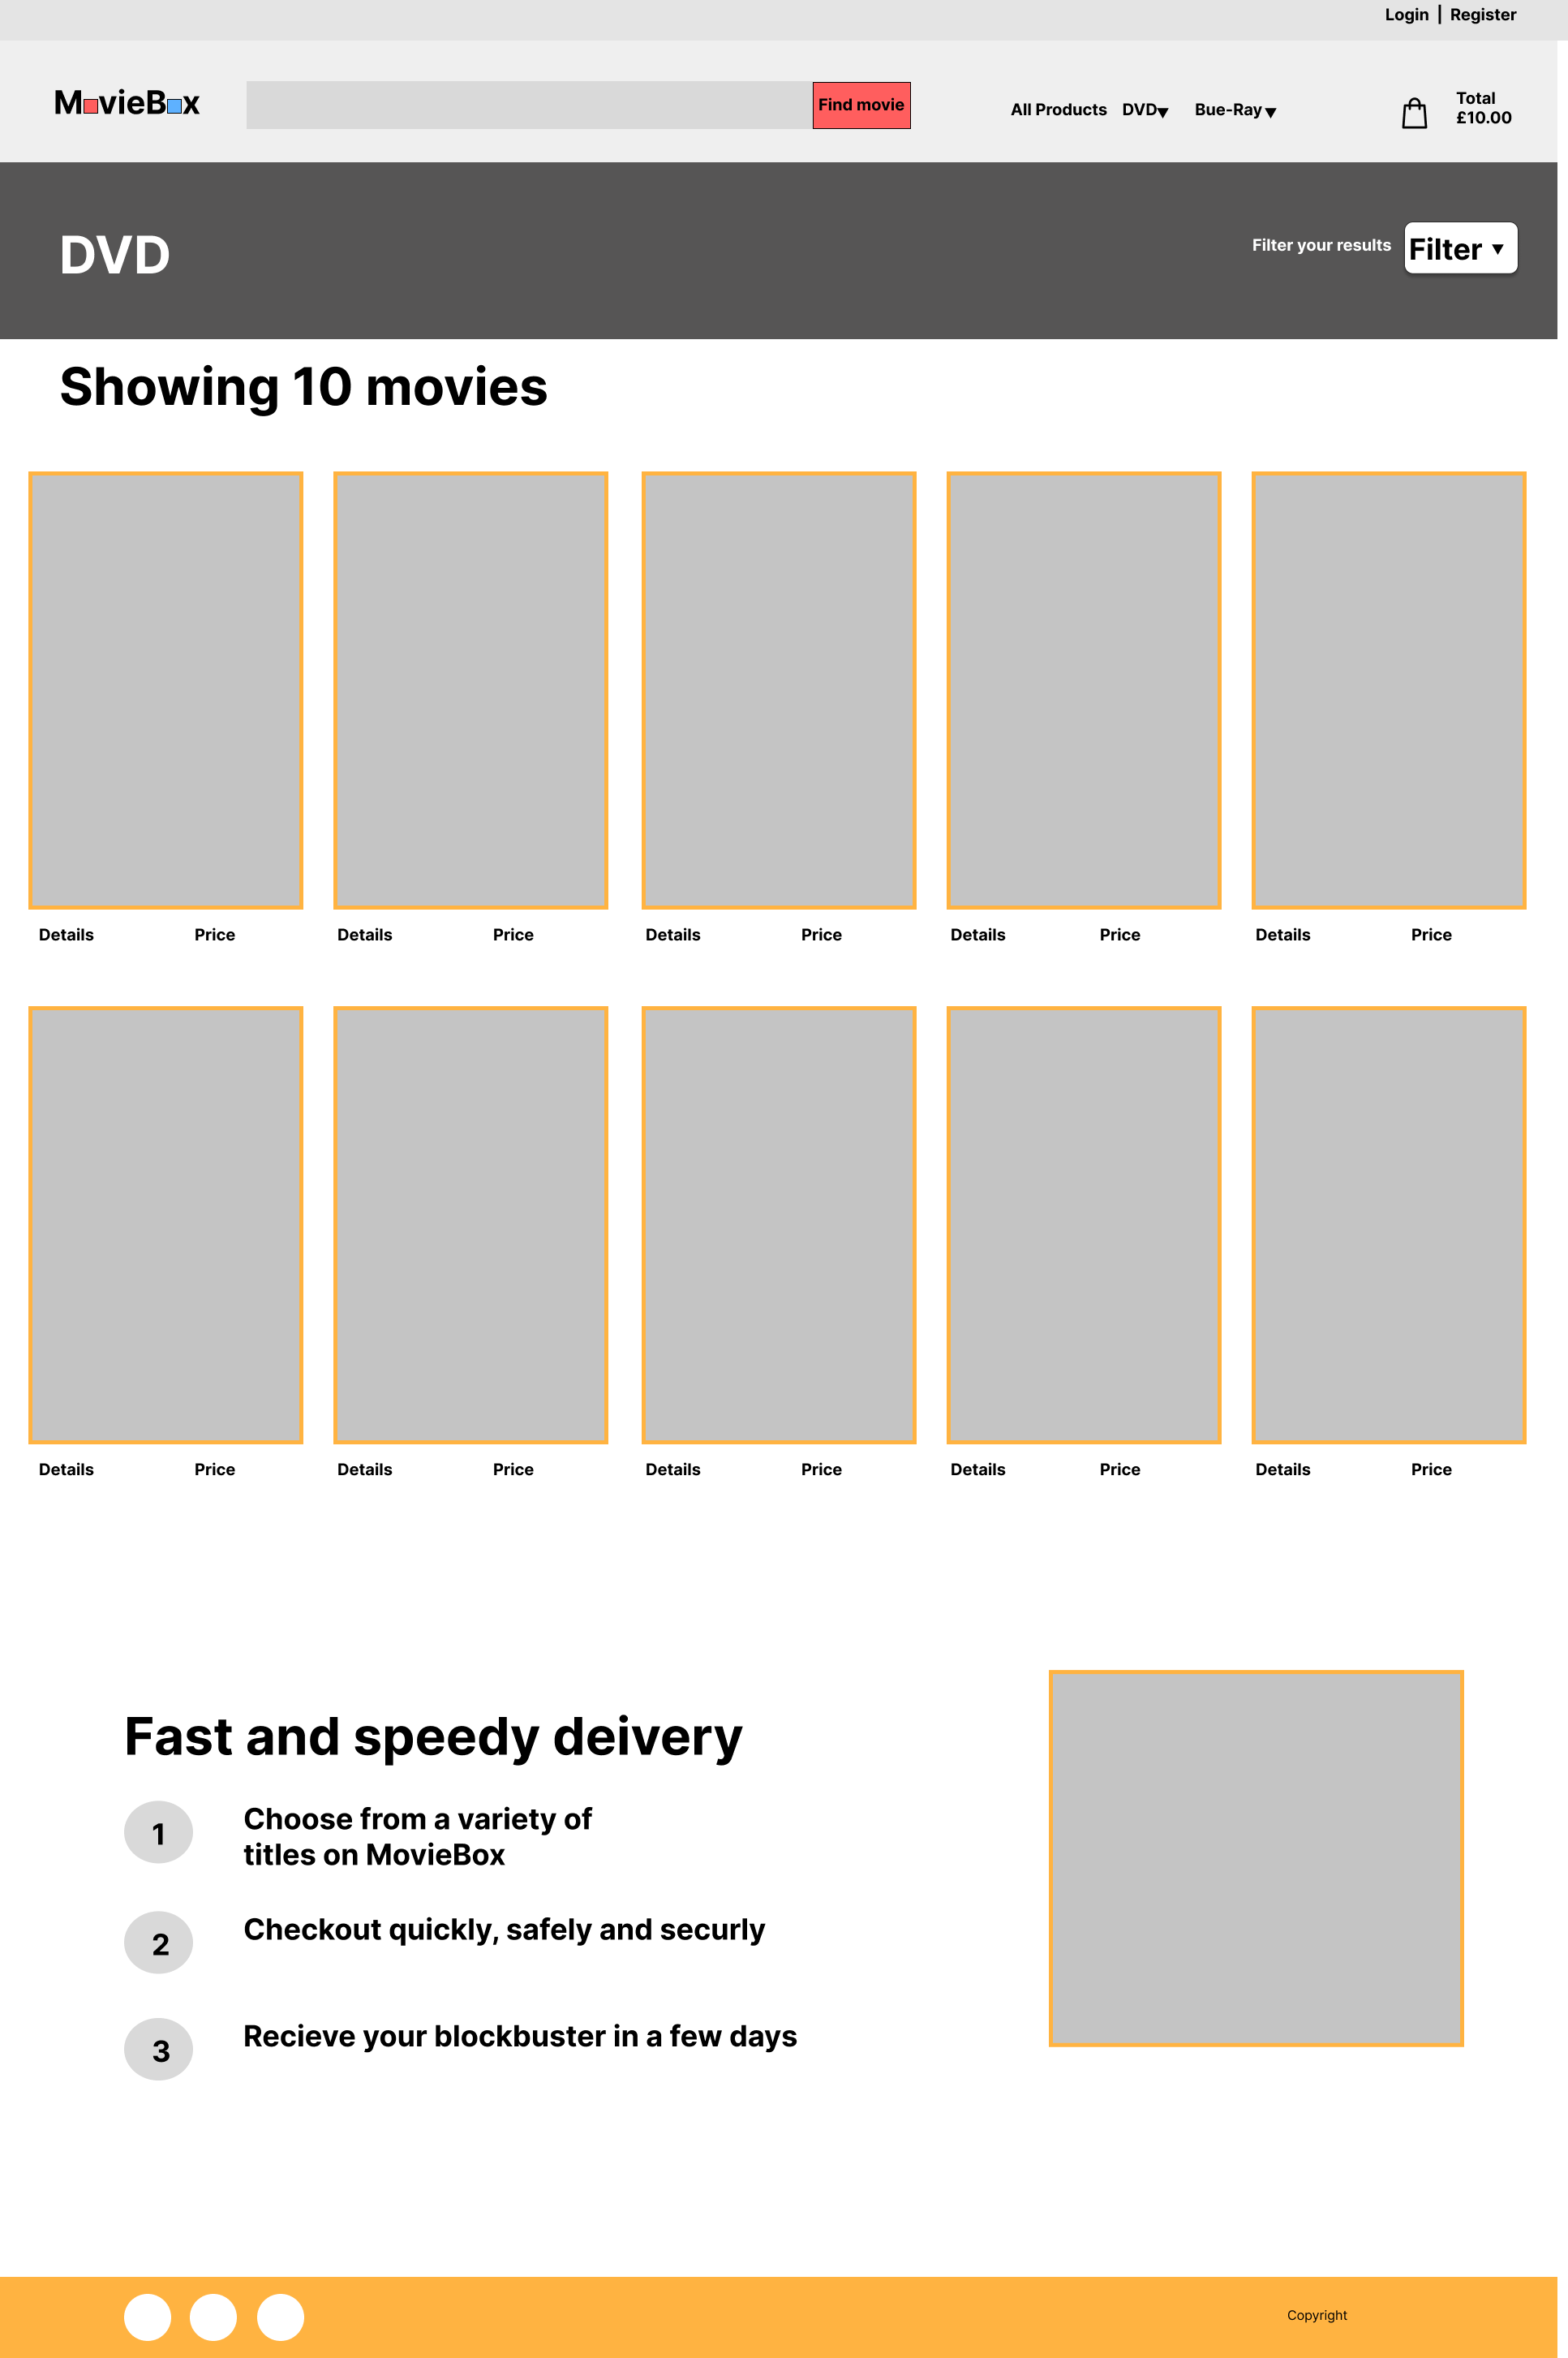 Login | Register
MovieBox
Find movie
All Products DVD Bue-Ray
Total
£10.00
DVD
Filter your results
Filter
Showing 10 movies
Details Price Details Price Details Price Details Price Details Price
Details Price Details Price Details Price Details Price Details Price
Fast and speedy deivery
1
Choose from a variety of
titles on MovieBox
2
Checkout quickly, safely and securly
3
Recieve your blockbuster in a few days
Copyright